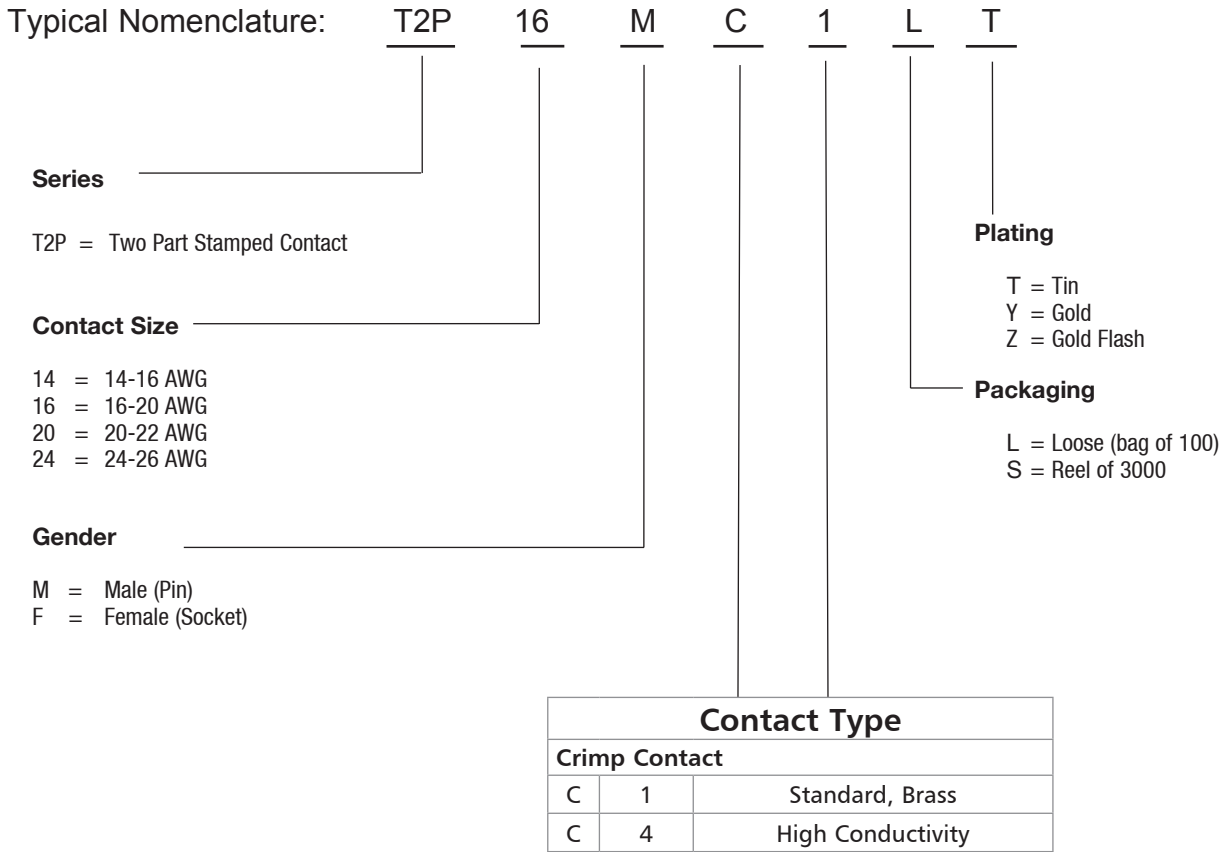 Typical Nomenclature: T2P 16 M C 1 L T
Series
T2P = Two Part Stamped Contact
Contact Size
14 = 14-16 AWG
16 = 16-20 AWG
20 = 20-22 AWG
24 = 24-26 AWG
Gender
M = Male (Pin)
F = Female (Socket)
Plating
T = Tin
Y = Gold
Z = Gold Flash
Packaging
L = Loose (bag of 100)
S = Reel of 3000
Contact Type
Crimp Contact
C 1 Standard, Brass
C 4 High Conductivity